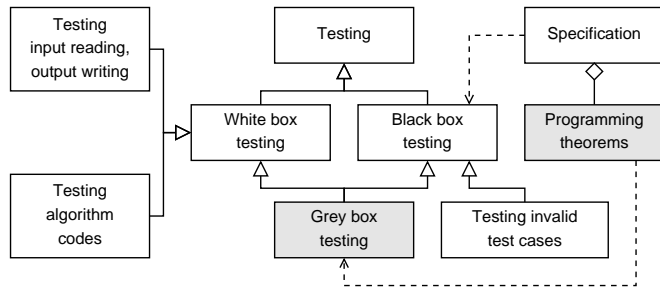 Testing
input reading,
output writing
Testing
Specification
White box
testing
Black box
testing
Programming
theorems
Testing
algorithm
codes
Grey box
testing
Testing invalid
test cases